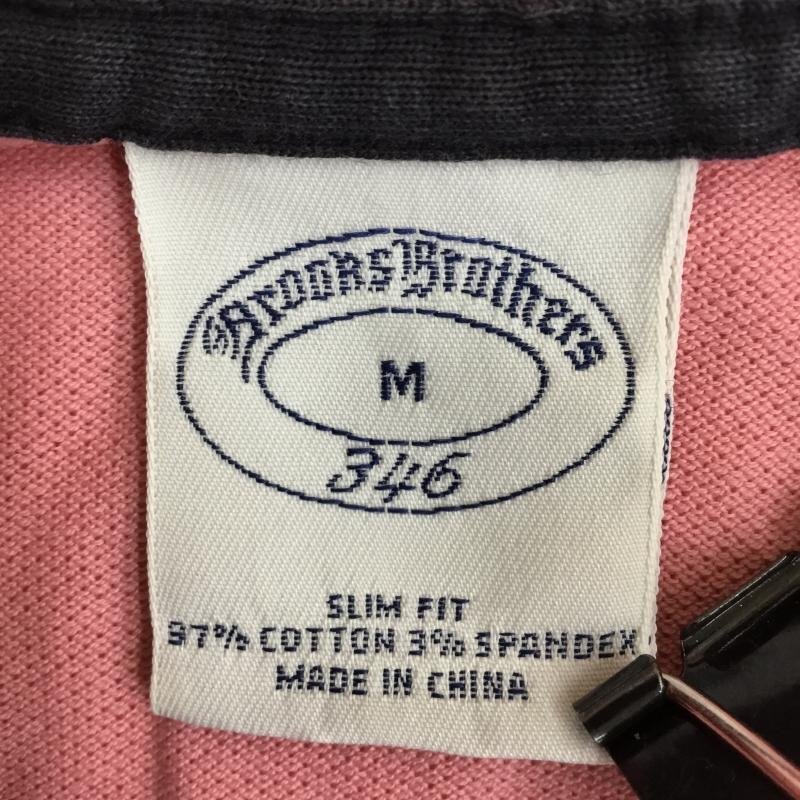 Brooks Brothers
M
346
SLIM FIT
97% COTTON 3% SPANDEX
MADE IN CHINA